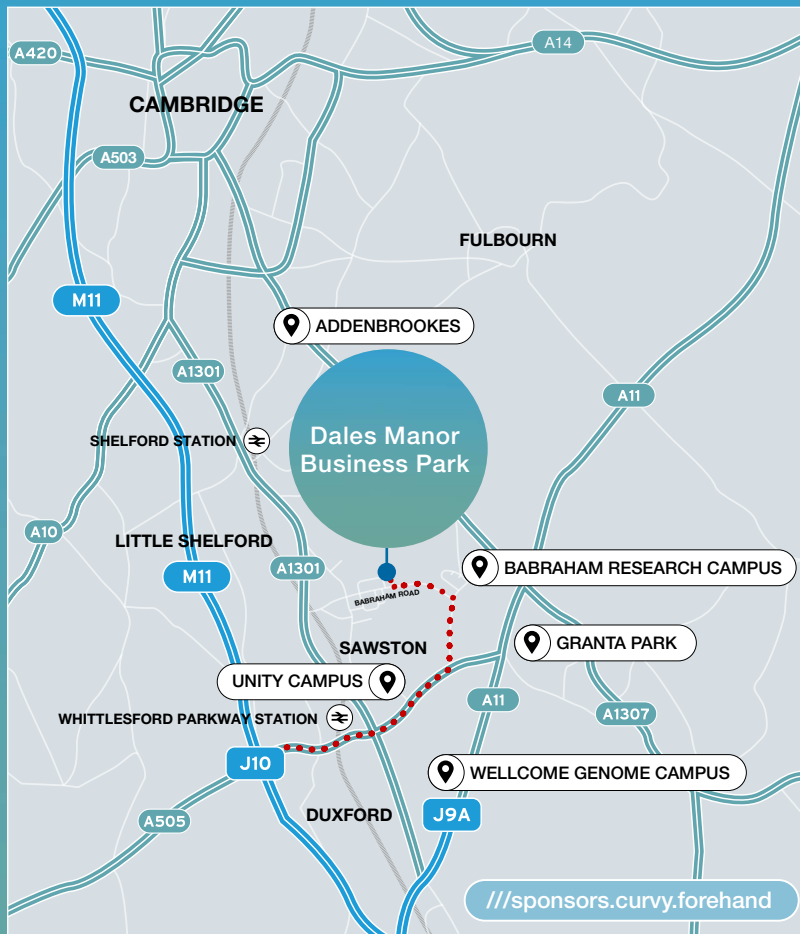 A420
A14
CAMBRIDGE
A503
FULBOURN
M11
ADDENBROOKES
A1301
A11
Dales Manor
Business Park
SHELFORD STATION
A10
LITTLE SHELFORD
M11
A1301
BABRAHAM RESEARCH CAMPUS
BABRAHAM ROAD
SAWSTON
GRANTA PARK
UNITY CAMPUS
A11
A1307
WHITTLESFORD PARKWAY STATION
J10
WELLCOME GENOME CAMPUS
DUXFORD
J9A
A505
///sponsors.curvy.forehand